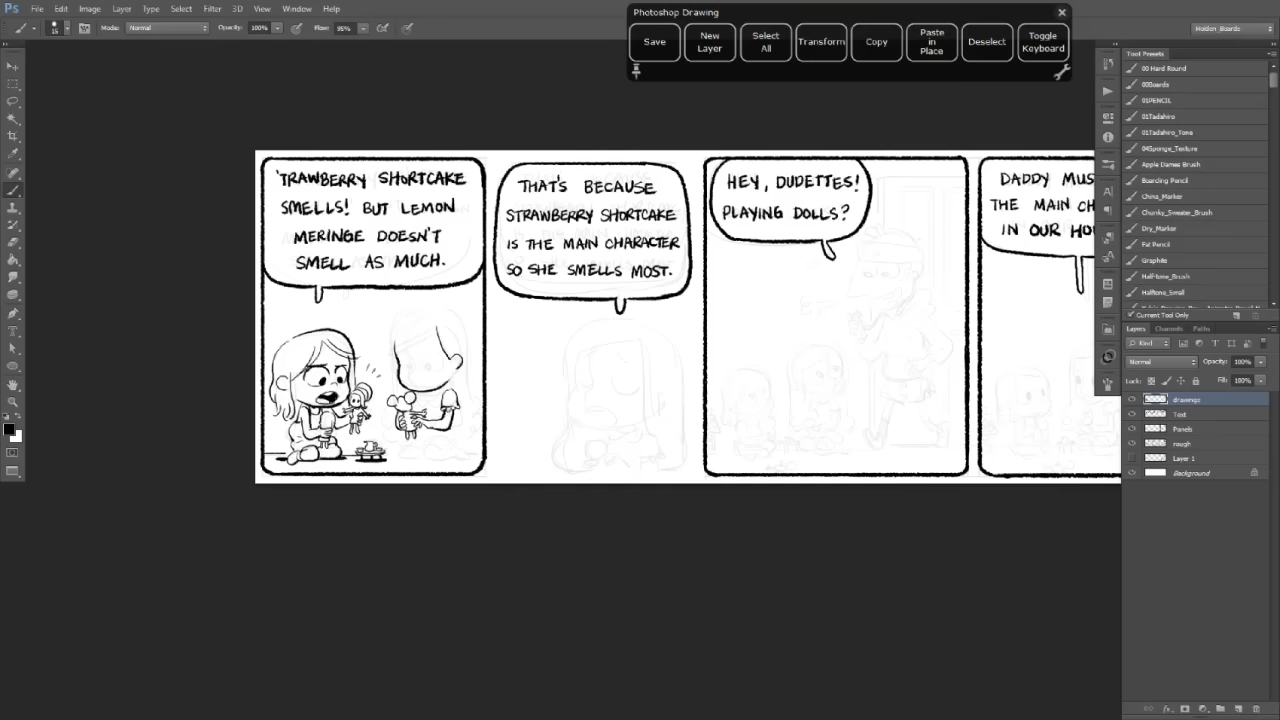 Ps File Edit Image Layer Type Select Filter 3D View Window Help
Mode: Normal Opacity: 100% Flow: 95%
15
Photoshop Drawing
Save
New Layer
Select All
Transform
Copy
Paste in Place
Deselect
Toggle Keyboard
'TRAWBERRY SHORTCAKE
SMELLS! BUT LEMON
MERINGE DOESN'T
SMELL AS MUCH.
THAT'S BECAUSE
STRAWBERRY SHORTCAKE
IS THE MAIN CHARACTER
SO SHE SMELLS MOST.
HEY, DUDETTES!
PLAYING DOLLS?
DADDY MUS
THE MAIN CH
IN OUR HO
Tool Presets
00 Hard Round
00Boards
01PENCIL
01Tadahiro
01Tadahiro_Tone
04Sponge_Texture
Apple Dames Brush
Boarding Pencil
China_Marker
Chunky_Sweater_Brush
Dry_Marker
Fat Pencil
Graphite
Halftone_Brush
Halftone_Small
Current Tool Only
Layers Channels Paths
Kind
Normal Opacity: 100%
Lock: Fill: 100%
drawings
Text
Panels
rough
Layer 1
Background
fx